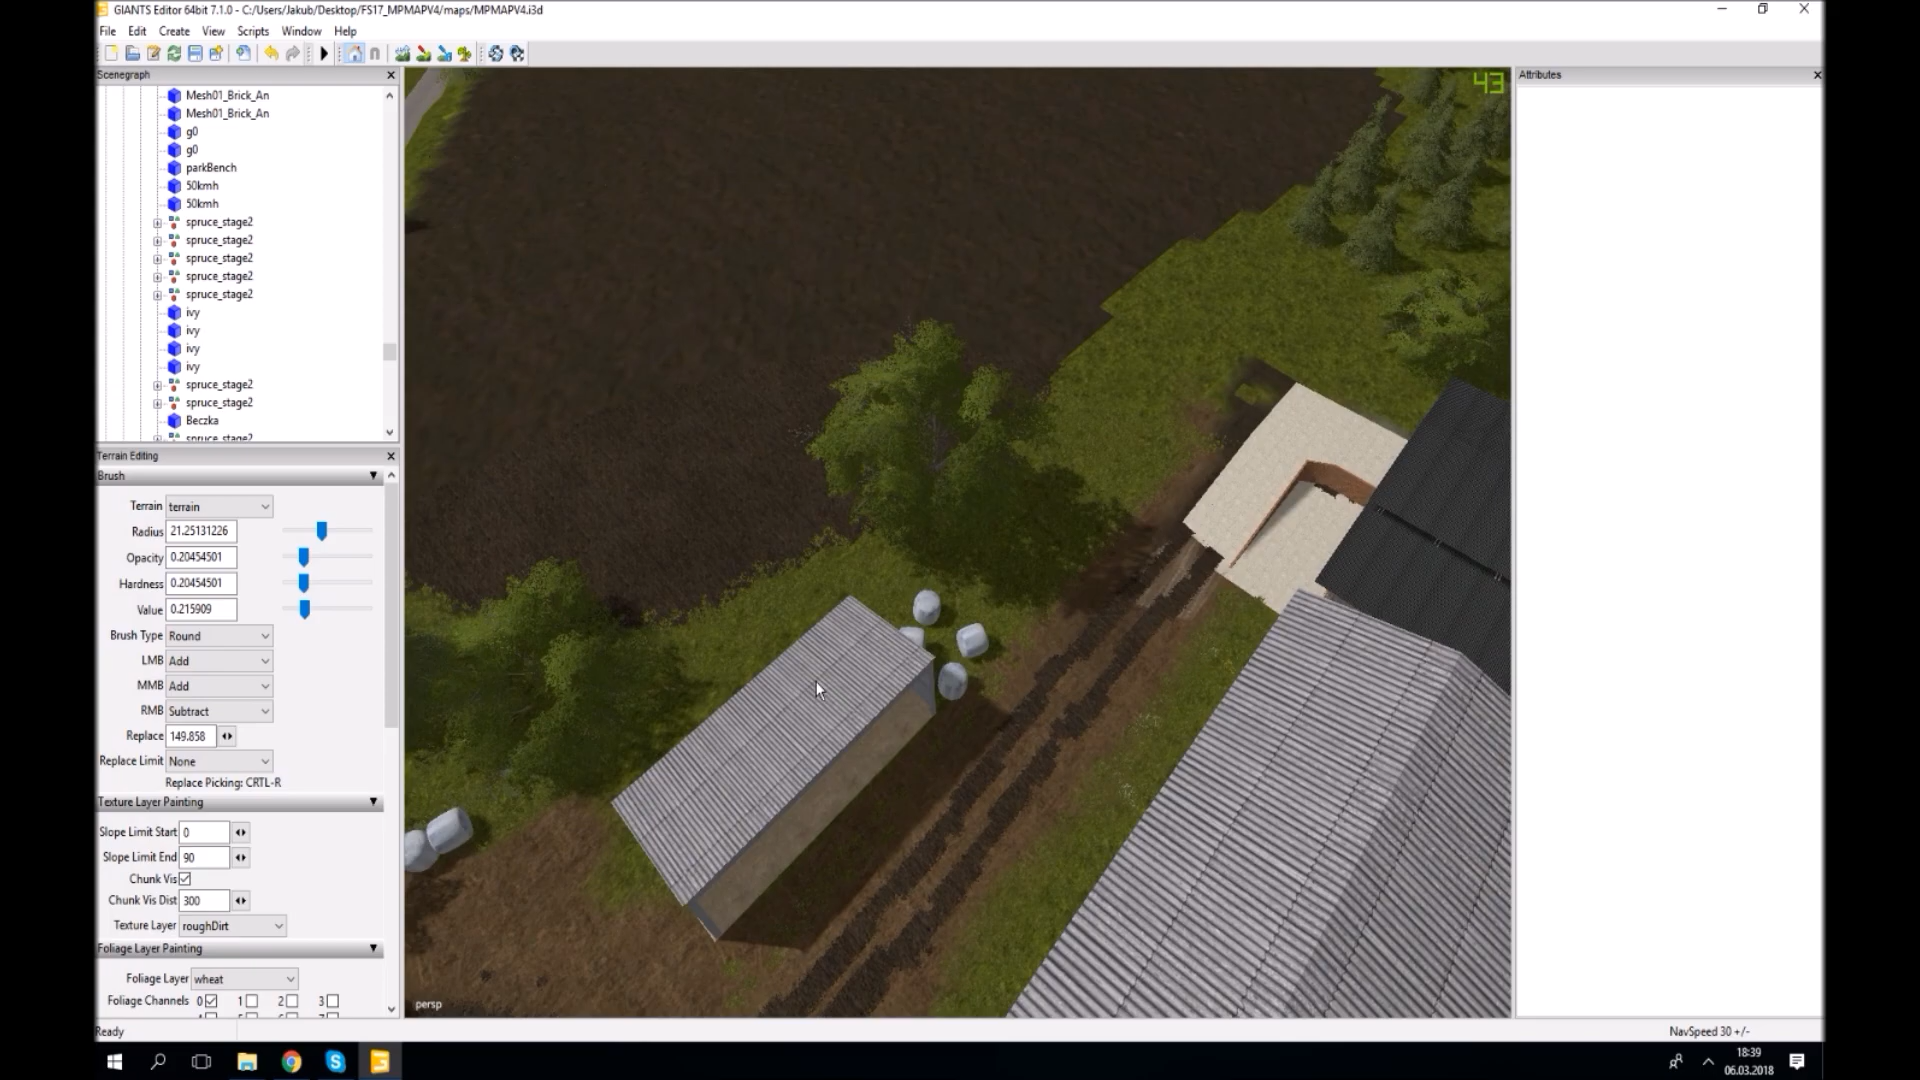 GIANTS Editor 64bit 7.1.0 - C:/Users/Jakub/Desktop/FS17_MPMAPV4/maps/MPMAPV4.i3d
File Edit Create View Scripts Window Help
Scenegraph
Mesh01_Brick_An
Mesh01_Brick_An
g0
g0
parkBench
50kmh
50kmh
spruce_stage2
spruce_stage2
spruce_stage2
spruce_stage2
spruce_stage2
ivy
ivy
ivy
ivy
spruce_stage2
spruce_stage2
Beczka
spruce_stage2
Terrain Editing
Brush
Terrain terrain
Radius 21.25131226
Opacity 0.20454501
Hardness 0.20454501
Value 0.215909
Brush Type Round
LMB Add
MMB Add
RMB Subtract
Replace 149.858
Replace Limit None
Replace Picking: CRTL-R
Texture Layer Painting
Slope Limit Start 0
Slope Limit End 90
Chunk Vis
Chunk Vis Dist 300
Texture Layer roughDirt
Foliage Layer Painting
Foliage Layer wheat
Foliage Channels 0 1 2 3
Ready
43
persp
Attributes
NavSpeed 30 +/-
18:39
06.03.2018